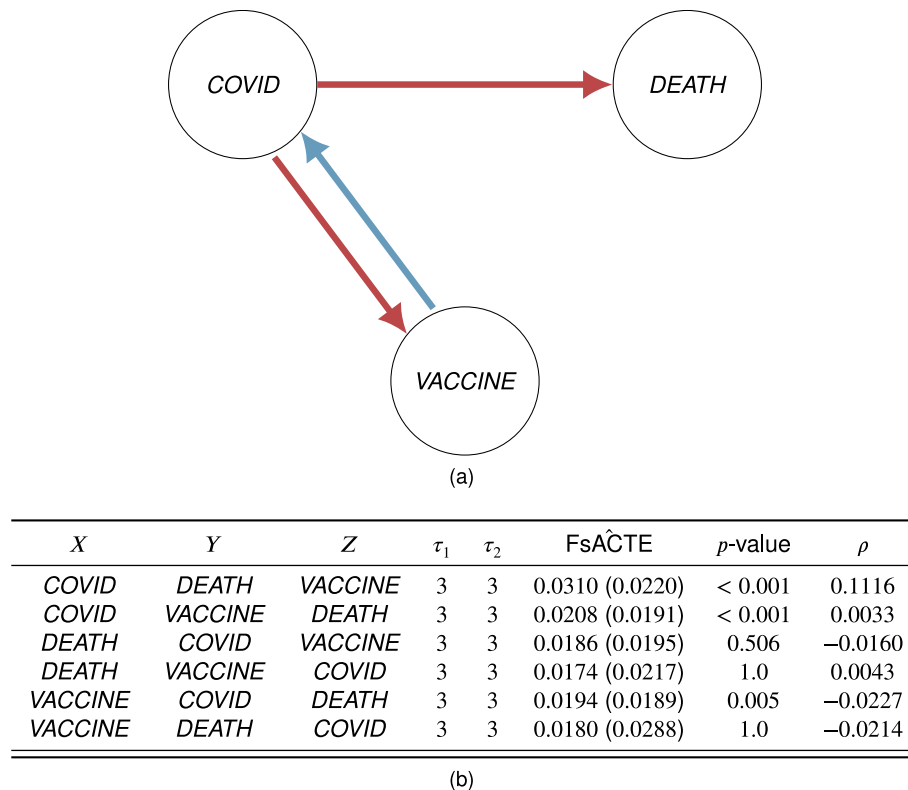 COVID DEATH
VACCINE
(a)
X Y Z τ₁ τ₂ FsAĈTE p-value ρ
COVID DEATH VACCINE 3 3 0.0310 (0.0220) < 0.001 0.1116
COVID VACCINE DEATH 3 3 0.0208 (0.0191) < 0.001 0.0033
DEATH COVID VACCINE 3 3 0.0186 (0.0195) 0.506 −0.0160
DEATH VACCINE COVID 3 3 0.0174 (0.0217) 1.0 0.0043
VACCINE COVID DEATH 3 3 0.0194 (0.0189) 0.005 −0.0227
VACCINE DEATH COVID 3 3 0.0180 (0.0288) 1.0 −0.0214
(b)